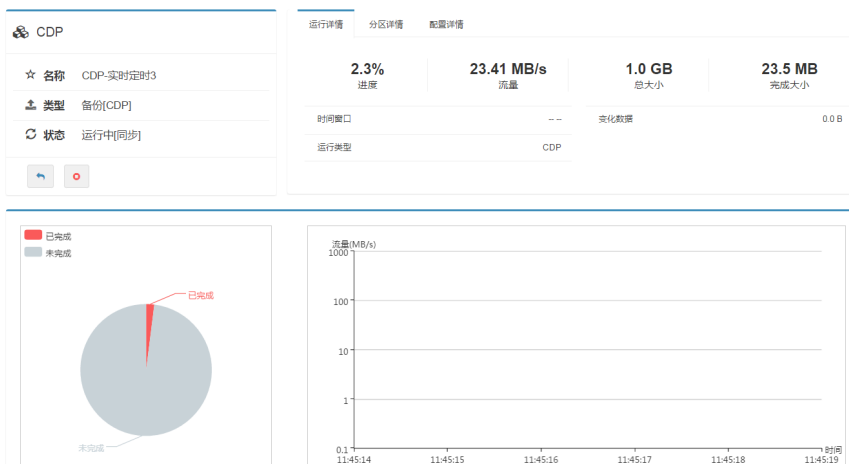 CDP
名称 CDP-实时定时3
类型 备份[CDP]
状态 运行中[同步]
运行详情 分区详情 配置详情
2.3% 23.41 MB/s 1.0 GB 23.5 MB
进度 流量 总大小 完成大小
时间窗口 -- -- 变化数据 0.0 B
运行类型 CDP
已完成
未完成
已完成
未完成
流量(MB/s)
1000
100
10
1
0.1
时间
11:45:14 11:45:15 11:45:16 11:45:17 11:45:18 11:45:19